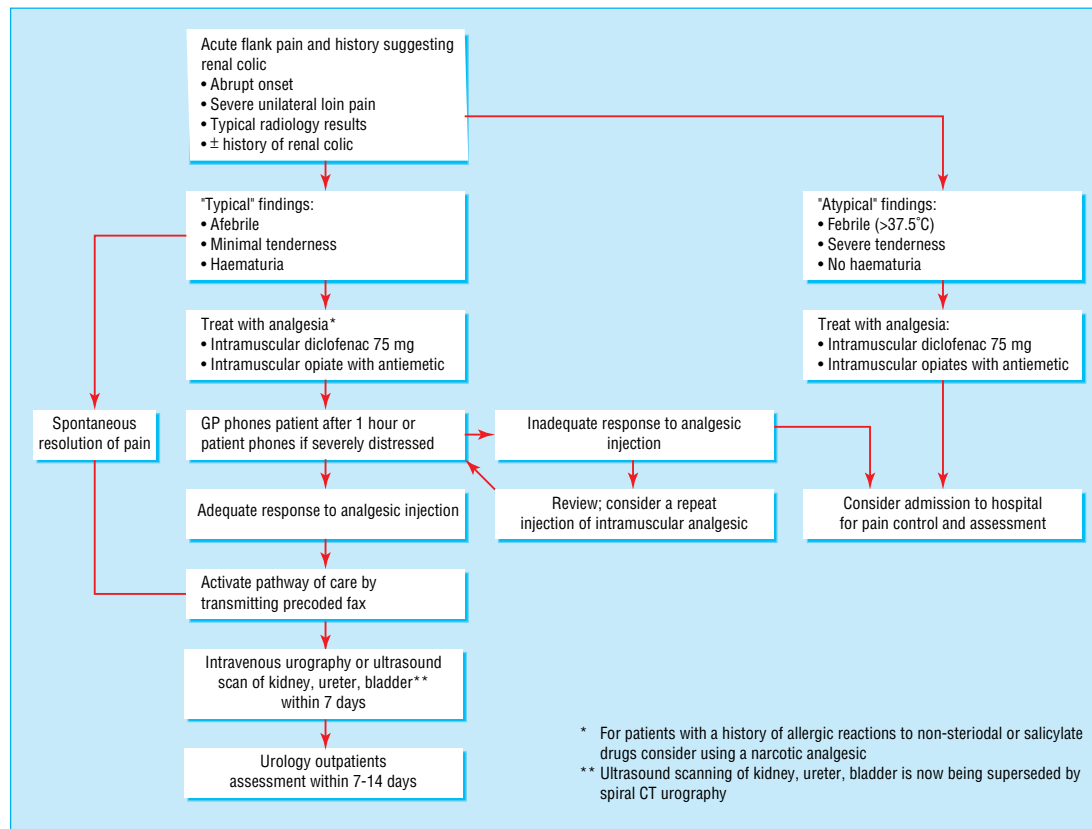 Acute flank pain and history suggesting
renal colic
• Abrupt onset
• Severe unilateral loin pain
• Typical radiology results
• ± history of renal colic
"Typical" findings:
• Afebrile
• Minimal tenderness
• Haematuria
"Atypical" findings:
• Febrile (>37.5˚C)
• Severe tenderness
• No haematuria
Treat with analgesia*
• Intramuscular diclofenac 75 mg
• Intramuscular opiate with antiemetic
Treat with analgesia:
• Intramuscular diclofenac 75 mg
• Intramuscular opiates with antiemetic
Spontaneous
resolution of pain
GP phones patient after 1 hour or
patient phones if severely distressed
Inadequate response to analgesic
injection
Adequate response to analgesic injection
Review; consider a repeat
injection of intramuscular analgesic
Consider admission to hospital
for pain control and assessment
Activate pathway of care by
transmitting precoded fax
Intravenous urography or ultrasound
scan of kidney, ureter, bladder**
within 7 days
Urology outpatients
assessment within 7-14 days
* For patients with a history of allergic reactions to non-steriodal or salicylate
drugs consider using a narcotic analgesic
** Ultrasound scanning of kidney, ureter, bladder is now being superseded by
spiral CT urography